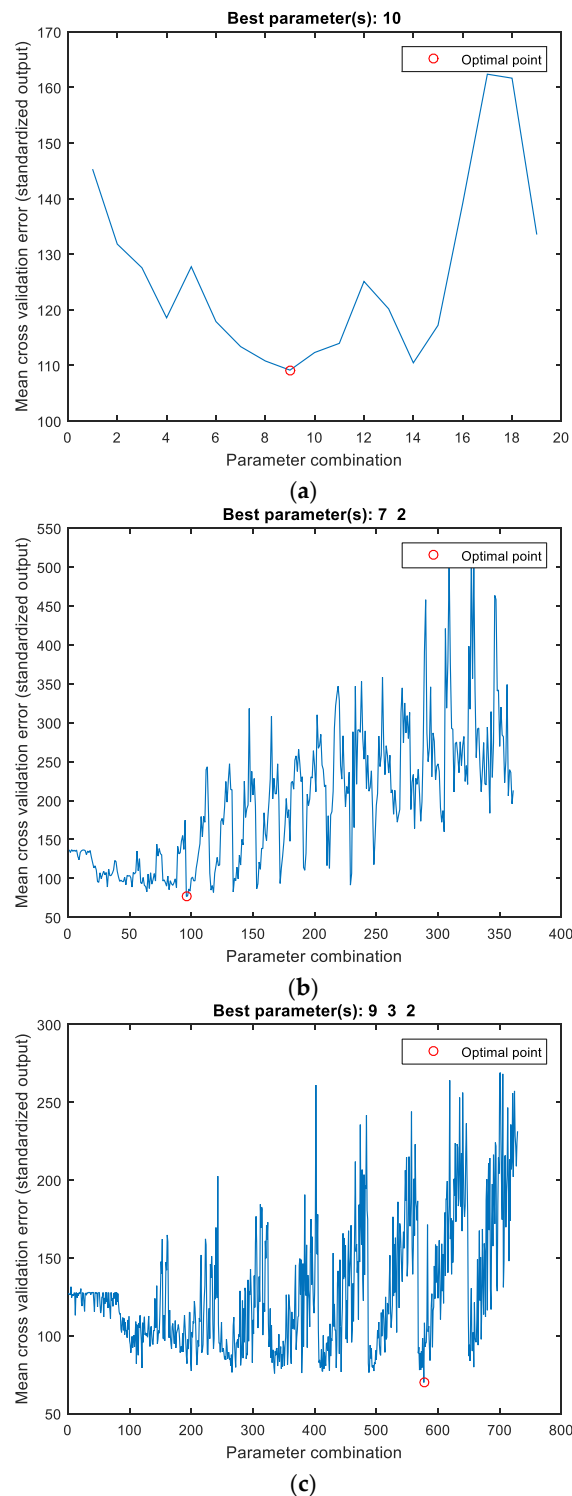 Best parameter(s): 10
170
160
150
140
130
120
110
100
Mean cross validation error (standardized output)
Optimal point
0 2 4 6 8 10 12 14 16 18 20
Parameter combination
(a)
Best parameter(s): 7 2
550
500
450
400
350
300
250
200
150
100
50
Mean cross validation error (standardized output)
Optimal point
0 50 100 150 200 250 300 350 400
Parameter combination
(b)
Best parameter(s): 9 3 2
300
250
200
150
100
50
Mean cross validation error (standardized output)
Optimal point
0 100 200 300 400 500 600 700 800
Parameter combination
(c)